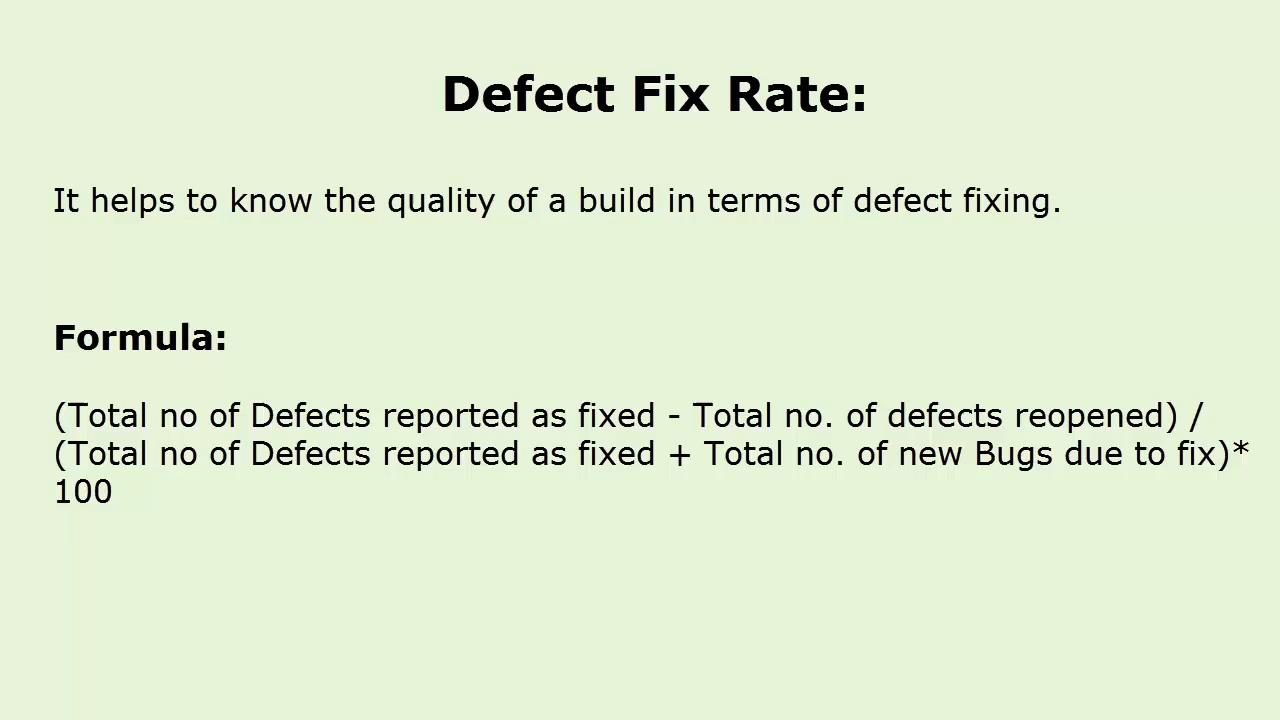 Defect Fix Rate:
It helps to know the quality of a build in terms of defect fixing.
Formula:
(Total no of Defects reported as fixed - Total no. of defects reopened) /
(Total no of Defects reported as fixed + Total no. of new Bugs due to fix)*
100